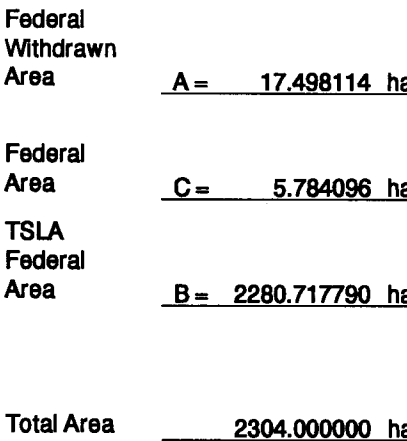 Federal
Withdrawn
Area A = 17.498114 ha
Federal
Area C = 5.784096 ha
TSLA
Federal
Area B = 2280.717790 ha
Total Area 2304.000000 ha